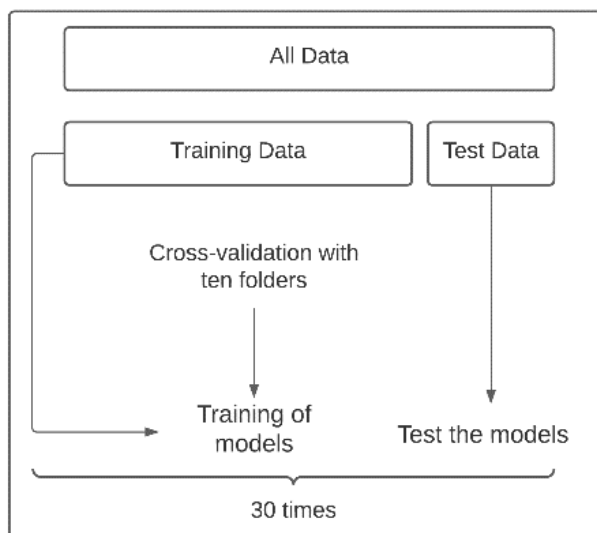 All Data
Training Data
Test Data
Cross-validation with
ten folders
Training of
models
Test the models
30 times